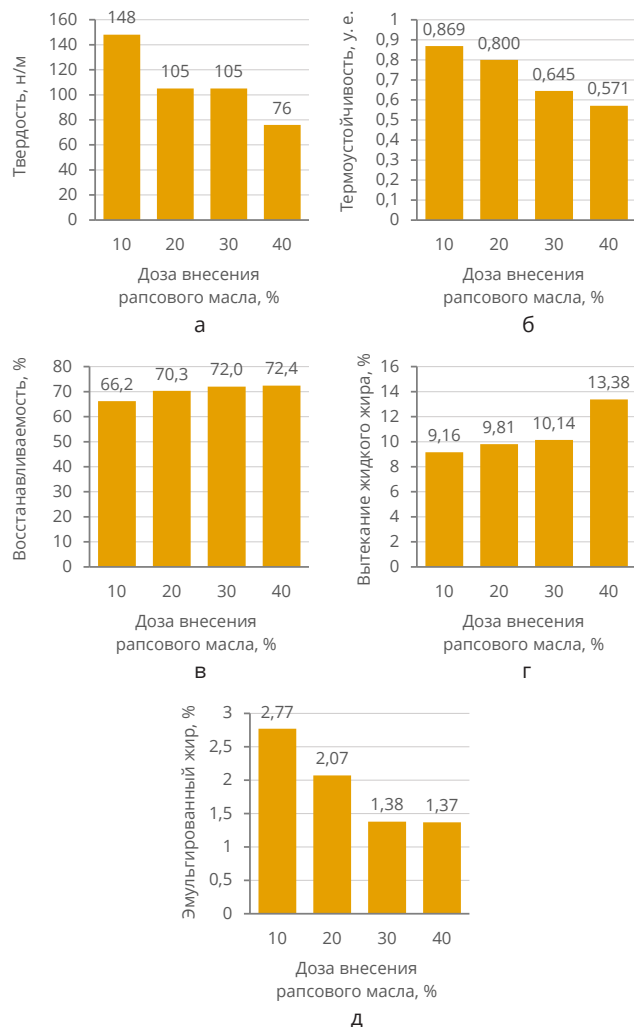 Твердость, н/м
160
140
120
100
80
60
40
20
0
148
105
105
76
10 20 30 40
Доза внесения
рапсового масла, %
а
Термоустойчивость, у. е.
1
0,9
0,8
0,7
0,6
0,5
0,4
0,3
0,2
0,1
0
0,869
0,800
0,645
0,571
10 20 30 40
Доза внесения
рапсового масла, %
б
Восстанавливаемость, %
80
70
60
50
40
30
20
10
0
66,2
70,3
72,0
72,4
10 20 30 40
Доза внесения
рапсового масла, %
в
Вытекание жидкого жира, %
16
14
12
10
8
6
4
2
0
9,16
9,81
10,14
13,38
10 20 30 40
Доза внесения
рапсового масла, %
г
Эмульгированный жир, %
3
2,5
2
1,5
1
0,5
0
2,77
2,07
1,38
1,37
10 20 30 40
Доза внесения
рапсового масла, %
д